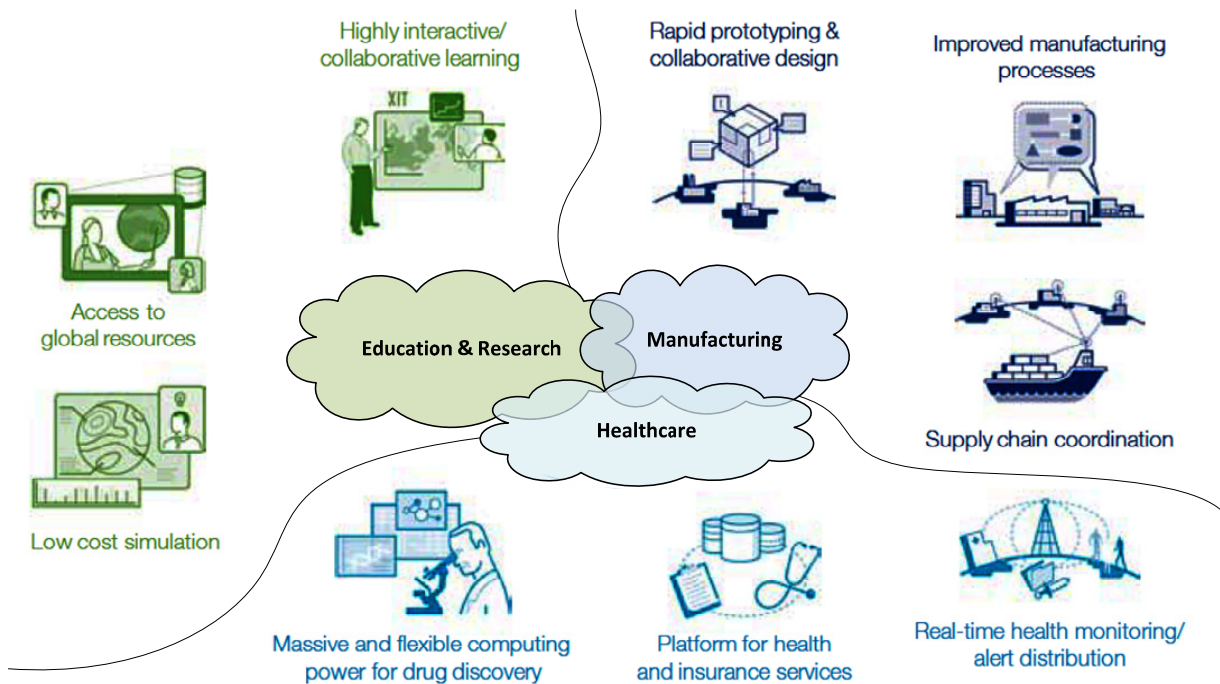 Highly interactive/
collaborative learning
XIT
Access to
global resources
Low cost simulation
Education & Research
Rapid prototyping &
collaborative design
Improved manufacturing
processes
Manufacturing
Supply chain coordination
Healthcare
Massive and flexible computing
power for drug discovery
Platform for health
and insurance services
Real-time health monitoring/
alert distribution